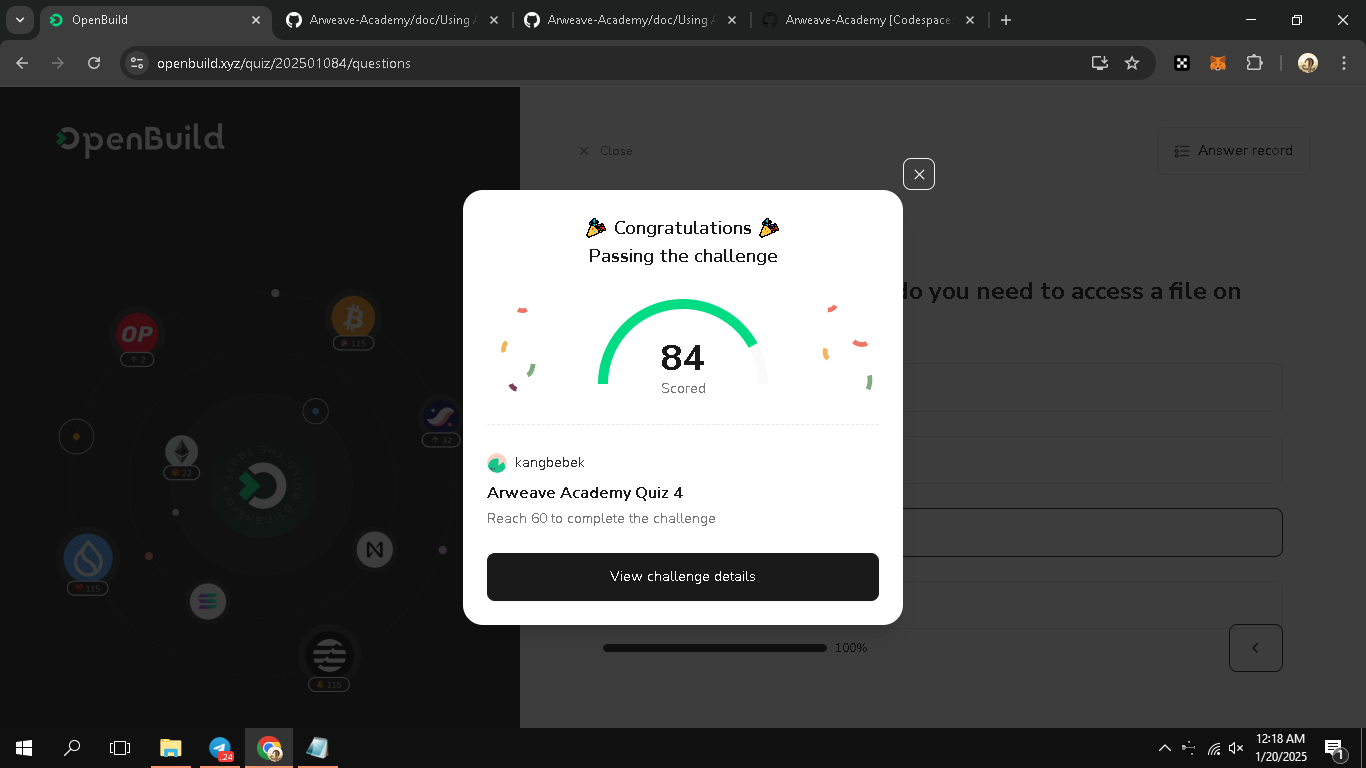 OpenBuild
Arweave-Academy/doc/Using
Arweave-Academy/doc/Using
Arweave-Academy [Codespace
openbuild.xyz/quiz/202501084/questions
OpenBuild
Close
Answer record
Congratulations
Passing the challenge
do you need to access a file on
84
Scored
kangbebek
Arweave Academy Quiz 4
Reach 60 to complete the challenge
View challenge details
100%
OP
2
115
32
22
115
115
24
12:18 AM
1/20/2025
1